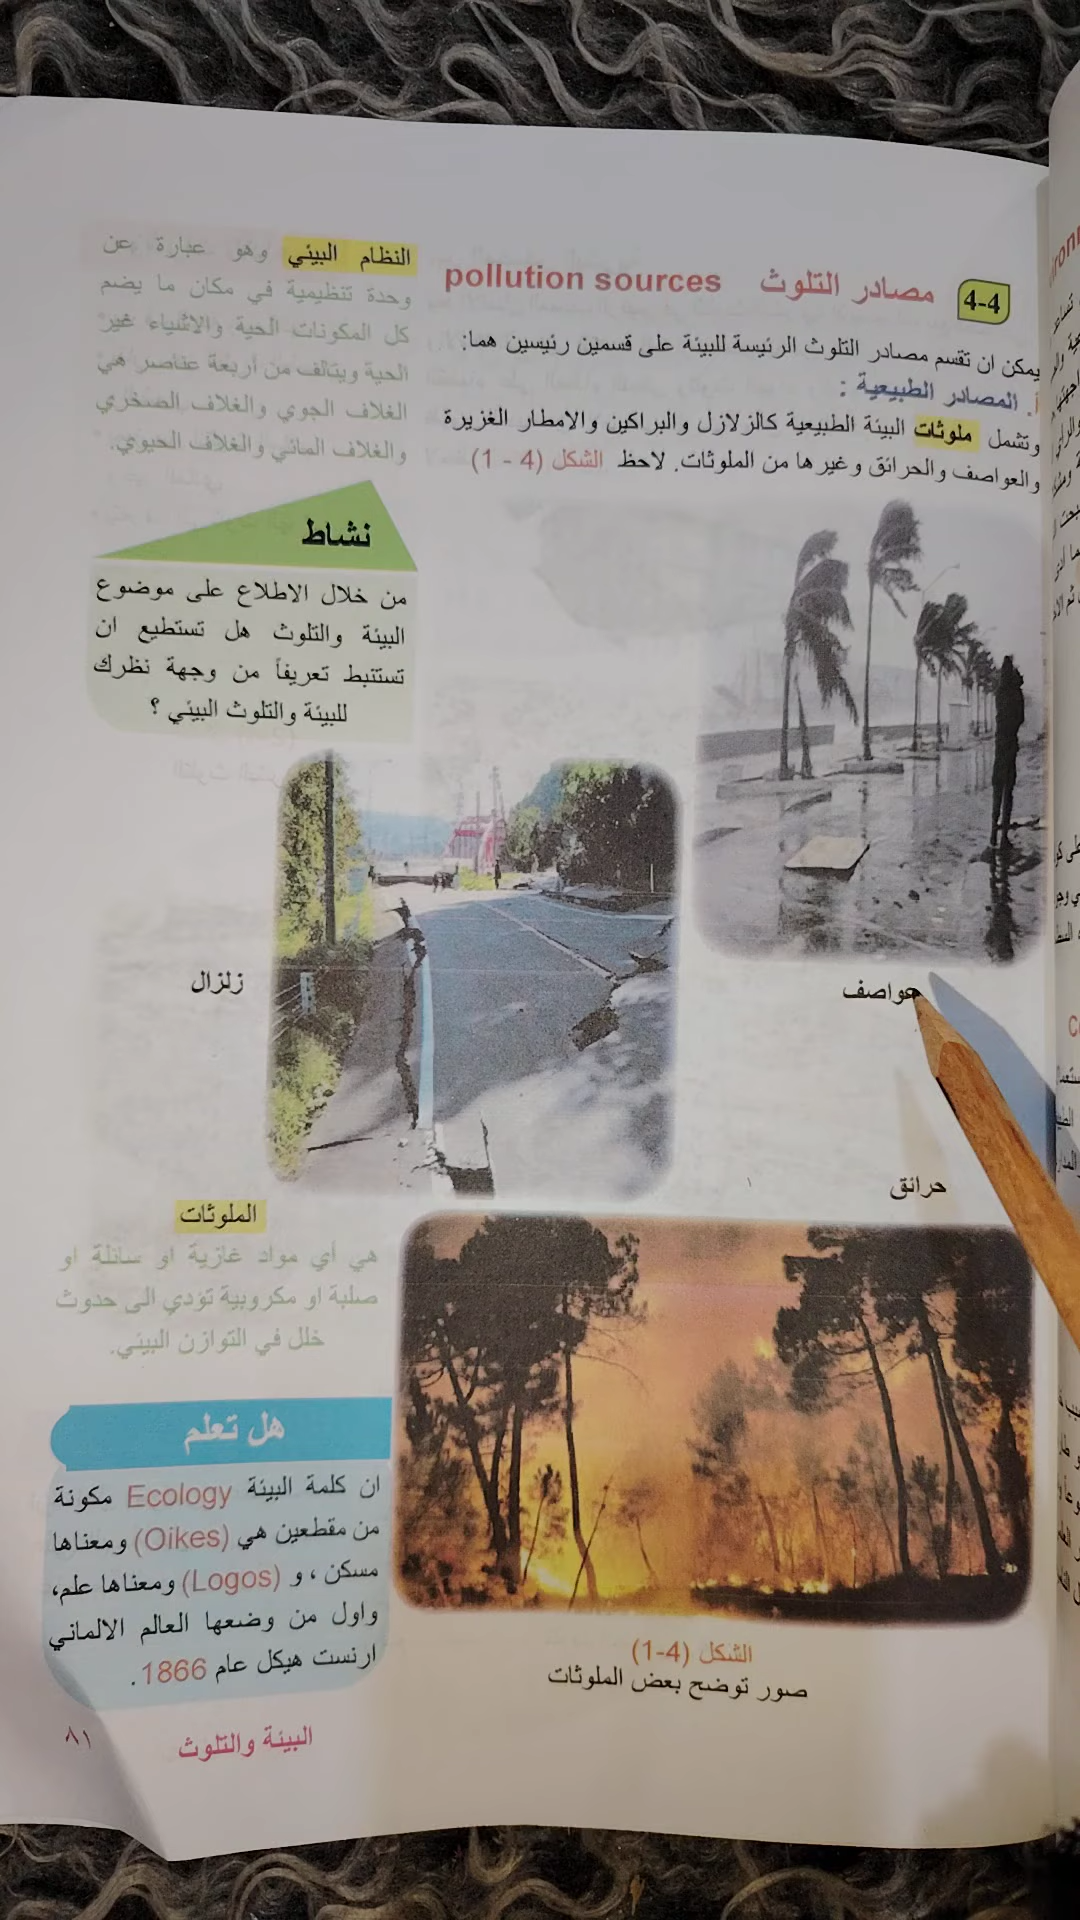 4-4 مصادر التلوث pollution sources
يمكن ان تقسم مصادر التلوث الرئيسة للبيئة على قسمين رئيسين هما:
أ. المصادر الطبيعية :
وتشمل ملوثات البيئة الطبيعية كالزلازل والبراكين والامطار الغزيرة
والعواصف والحرائق وغيرها من الملوثات. لاحظ الشكل (4 - 1)
عواصف
زلزال
حرائق
الشكل (4-1)
صور توضح بعض الملوثات
النظام البيئي وهو عبارة عن
وحدة تنظيمية في مكان ما يضم
كل المكونات الحية والاشياء غير
الحية ويتالف من أربعة عناصر هي
الغلاف الجوي والغلاف الصخري
والغلاف المائي والغلاف الحيوي.
نشاط
من خلال الاطلاع على موضوع
البيئة والتلوث هل تستطيع ان
تستنبط تعريفاً من وجهة نظرك
للبيئة والتلوث البيئي ؟
الملوثات
هي أي مواد غازية او سائلة او
صلبة او مكروبية تؤدي الى حدوث
خلل في التوازن البيئي.
هل تعلم
ان كلمة البيئة Ecology مكونة
من مقطعين هي (Oikes) ومعناها
مسكن ، و (Logos) ومعناها علم،
واول من وضعها العالم الالماني
ارنست هيكل عام 1866 .
البيئة والتلوث
٨١